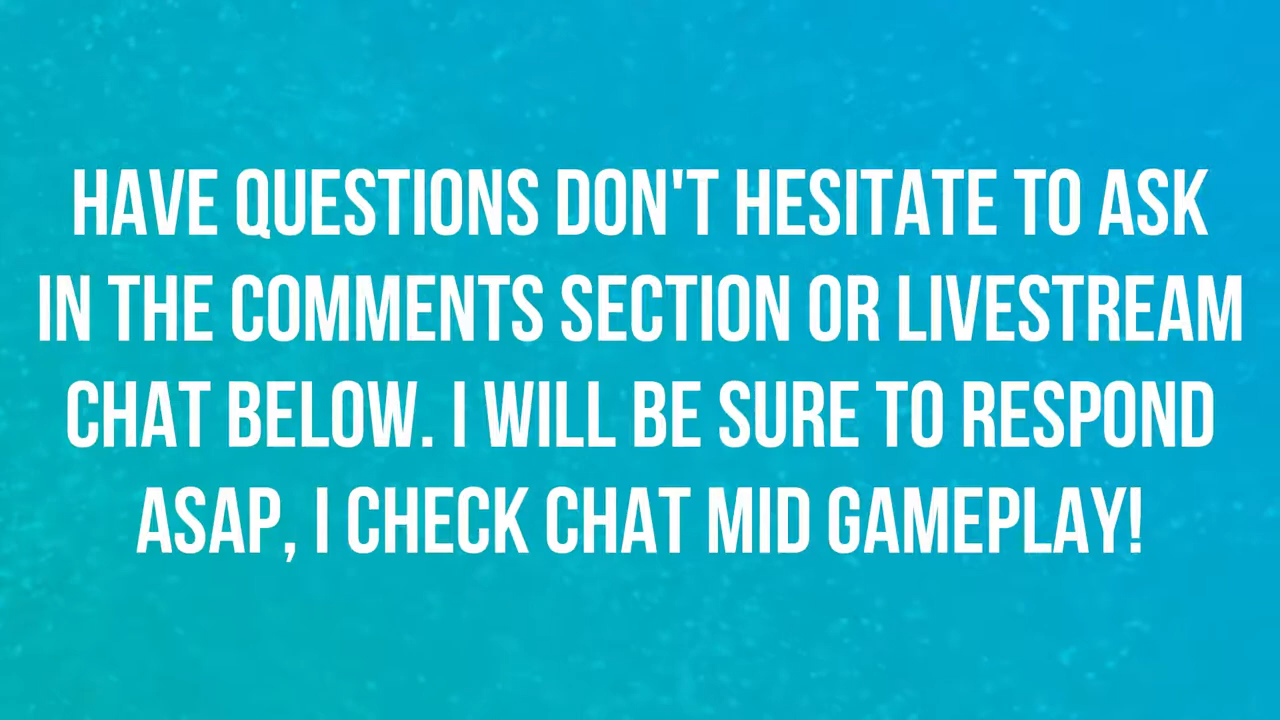 HAVE QUESTIONS DON'T HESITATE TO ASK
IN THE COMMENTS SECTION OR LIVESTREAM
CHAT BELOW. I WILL BE SURE TO RESPOND
ASAP, I CHECK CHAT MID GAMEPLAY!